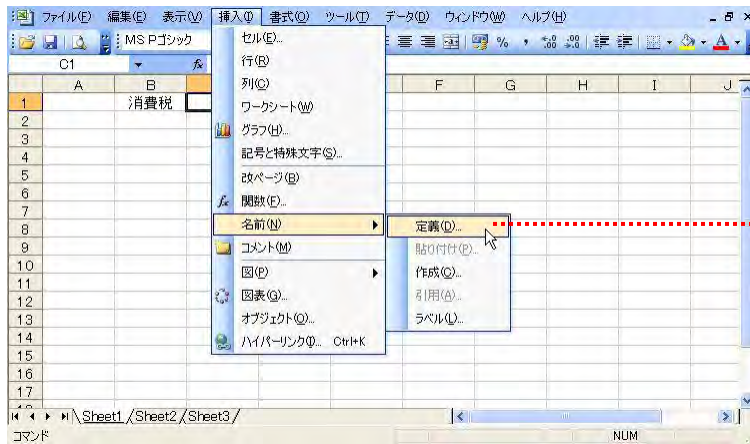 ファイル(F) 編集(E) 表示(V) 挿入(I) 書式(O) ツール(T) データ(D) ウィンドウ(W) ヘルプ(H)
MS Pゴシック
% ,
C1 fx
A B F G H I J
1 消費税
2
3
4
5
6
7
8
9
10
11
12
13
14
15
16
17
セル(E)...
行(R)
列(C)
ワークシート(W)
グラフ(H)...
記号と特殊文字(S)...
改ページ(B)
fx 関数(F)...
名前(N)
コメント(M)
図(P)
図表(G)...
オブジェクト(O)...
ハイパーリンク(I)... Ctrl+K
定義(D)...
貼り付け(P)...
作成(C)...
引用(A)...
ラベル(L)...
Sheet1 / Sheet2 / Sheet3 /
コマンド NUM